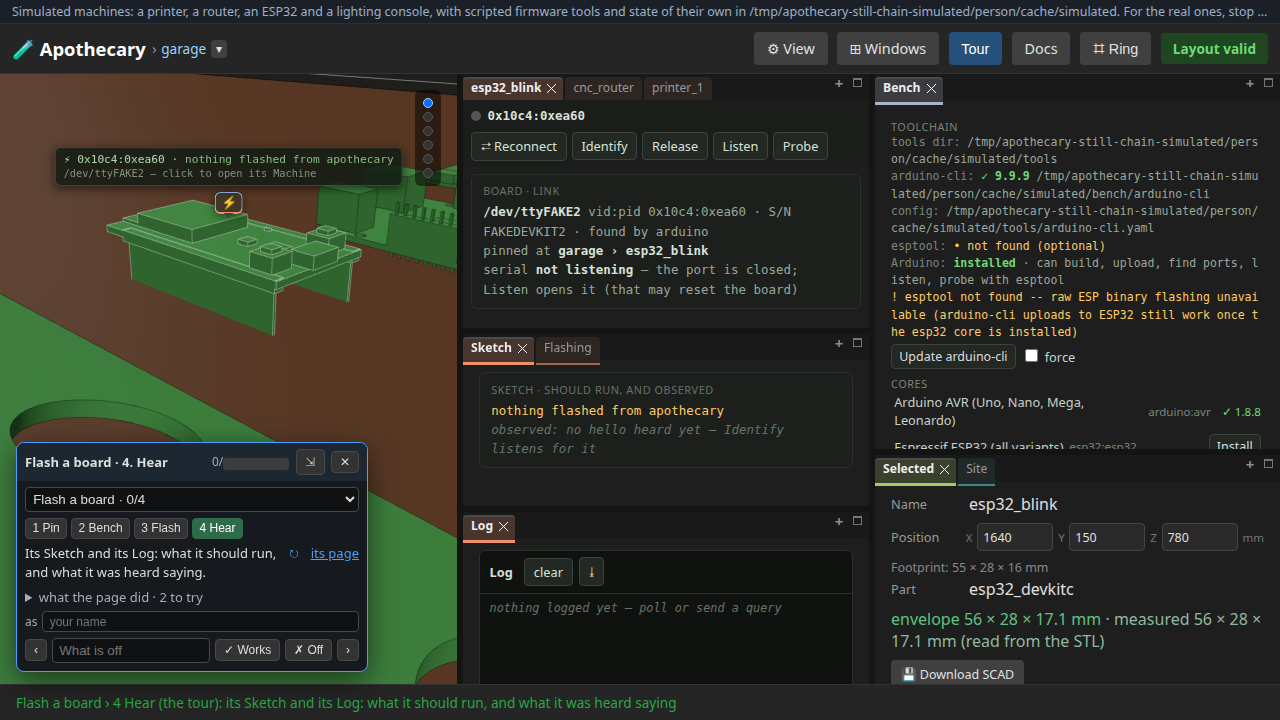 Simulated machines: a printer, a router, an ESP32 and a lighting console, with scripted firmware tools and state of their own in /tmp/apothecary-still-chain-simulated/person/cache/simulated. For the real ones, stop ...
Apothecary › garage ▾
⚙ View
⊞ Windows
Tour
Docs
Ring
Layout valid
⚡ 0x10c4:0xea60 · nothing flashed from apothecary
/dev/ttyFAKE2 — click to open its Machine
Flash a board · 4. Hear
0/
Flash a board · 0/4
1 Pin
2 Bench
3 Flash
4 Hear
Its Sketch and its Log: what it should run, and what it was heard saying.
↻ its page
▶ what the page did · 2 to try
as
your name
‹
What is off
✓ Works
✗ Off
›
esp32_blink
cnc_router
printer_1
0x10c4:0xea60
⇄ Reconnect
Identify
Release
Listen
Probe
BOARD · LINK
/dev/ttyFAKE2 vid:pid 0x10c4:0xea60 · S/N
FAKEDEVKIT2 · found by arduino
pinned at garage › esp32_blink
serial not listening — the port is closed;
Listen opens it (that may reset the board)
Sketch
Flashing
SKETCH · SHOULD RUN, AND OBSERVED
nothing flashed from apothecary
observed: no hello heard yet — Identify
listens for it
Log
Log
clear
⤓
nothing logged yet — poll or send a query
Bench
TOOLCHAIN
tools dir: /tmp/apothecary-still-chain-simulated/pers
on/cache/simulated/tools
arduino-cli: ✓ 9.9.9 /tmp/apothecary-still-chain-simu
lated/person/cache/simulated/bench/arduino-cli
config: /tmp/apothecary-still-chain-simulated/person/
cache/simulated/tools/arduino-cli.yaml
esptool: • not found (optional)
Arduino: installed · can build, upload, find ports, l
isten, probe with esptool
! esptool not found -- raw ESP binary flashing unavai
lable (arduino-cli uploads to ESP32 still work once t
he esp32 core is installed)
Update arduino-cli
force
CORES
Arduino AVR (Uno, Nano, Mega,
Leonardo)
arduino:avr ✓ 1.8.8
Espressif ESP32 (all variants) esp32:esp32
Install
Selected
Site
Name esp32_blink
Position X 1640 Y 150 Z 780 mm
Footprint: 55 × 28 × 16 mm
Part esp32_devkitc
envelope 56 × 28 × 17.1 mm · measured 56 × 28 ×
17.1 mm (read from the STL)
💾 Download SCAD
Flash a board › 4 Hear (the tour): its Sketch and its Log: what it should run, and what it was heard saying